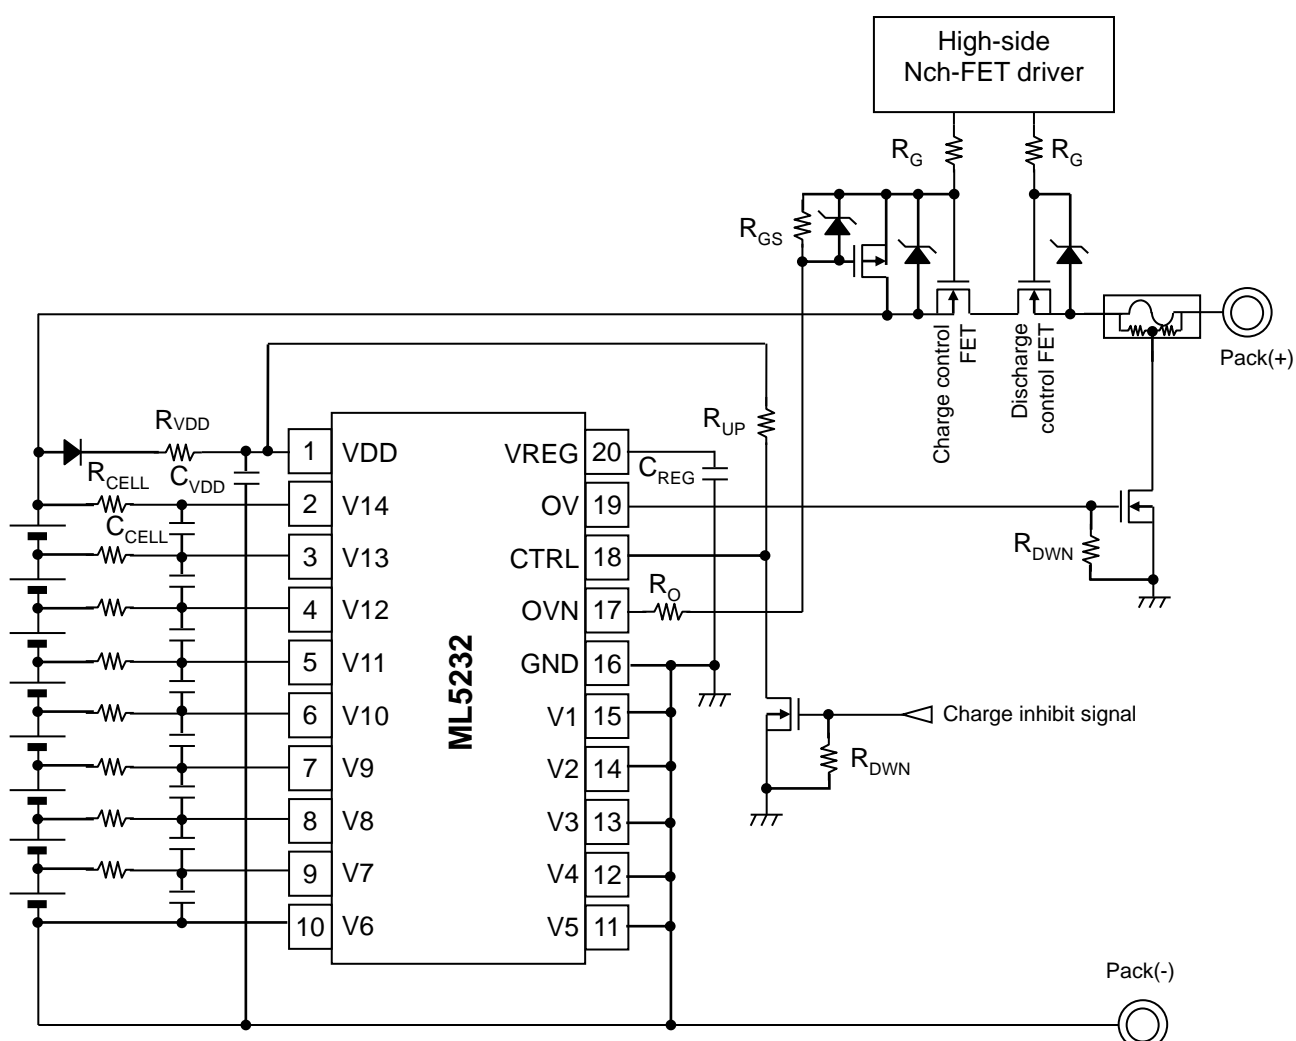 High-side
Nch-FET driver
RG
RG
RGS
Charge control
FET
Discharge
control FET
Pack(+)
RVDD
RUP
1 VDD
VREG 20
RCELL
CVDD
CREG
2 V14
OV 19
CCELL
RDWN
3 V13
CTRL 18
RO
4 V12
OVN 17
ML5232
5 V11
GND 16
6 V10
V1 15
Charge inhibit signal
RDWN
7 V9
V2 14
8 V8
V3 13
9 V7
V4 12
10 V6
V5 11
Pack(-)